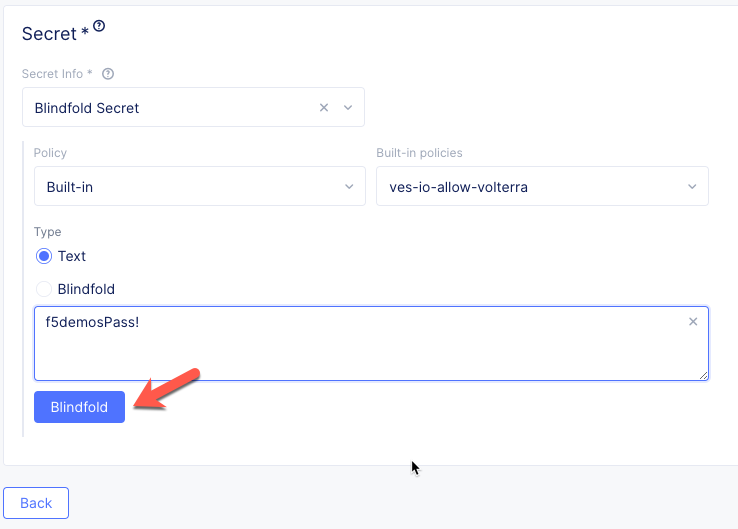 Secret *
Secret Info *
Blindfold Secret
Policy Built-in policies
Built-in ves-io-allow-volterra
Type
Text
Blindfold
f5demosPass!
Blindfold
Back